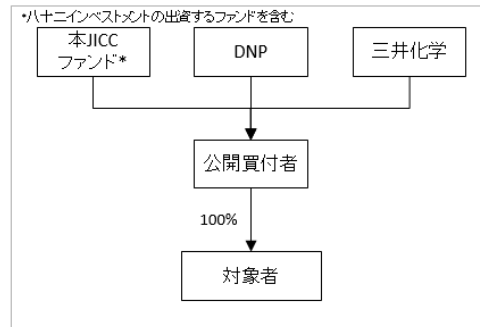 *八十二インベストメントの出資するファンドを含む
本JICC
ファンド*
DNP
三井化学
公開買付者
100%
対象者